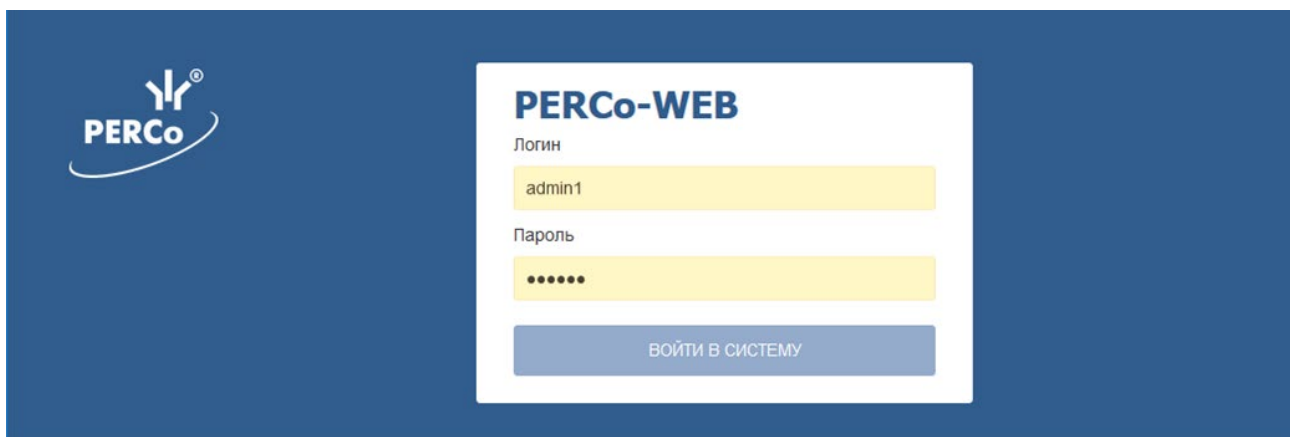 ®
PERCo
PERCo-WEB
Логин
admin1
Пароль
••••••
ВОЙТИ В СИСТЕМУ